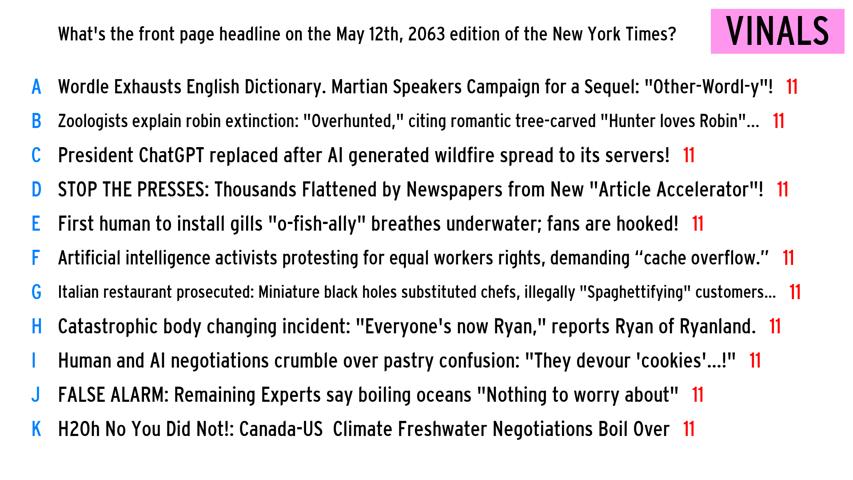 What's the front page headline on the May 12th, 2063 edition of the New York Times?
VINALS
A Wordle Exhausts English Dictionary. Martian Speakers Campaign for a Sequel: "Other-Wordl-y"! 11
B Zoologists explain robin extinction: "Overhunted," citing romantic tree-carved "Hunter loves Robin"... 11
C President ChatGPT replaced after AI generated wildfire spread to its servers! 11
D STOP THE PRESSES: Thousands Flattened by Newspapers from New "Article Accelerator"! 11
E First human to install gills "o-fish-ally" breathes underwater; fans are hooked! 11
F Artificial intelligence activists protesting for equal workers rights, demanding “cache overflow.” 11
G Italian restaurant prosecuted: Miniature black holes substituted chefs, illegally "Spaghettifying" customers... 11
H Catastrophic body changing incident: "Everyone's now Ryan," reports Ryan of Ryanland. 11
I Human and AI negotiations crumble over pastry confusion: "They devour 'cookies'...!" 11
J FALSE ALARM: Remaining Experts say boiling oceans "Nothing to worry about" 11
K H20h No You Did Not!: Canada-US Climate Freshwater Negotiations Boil Over 11